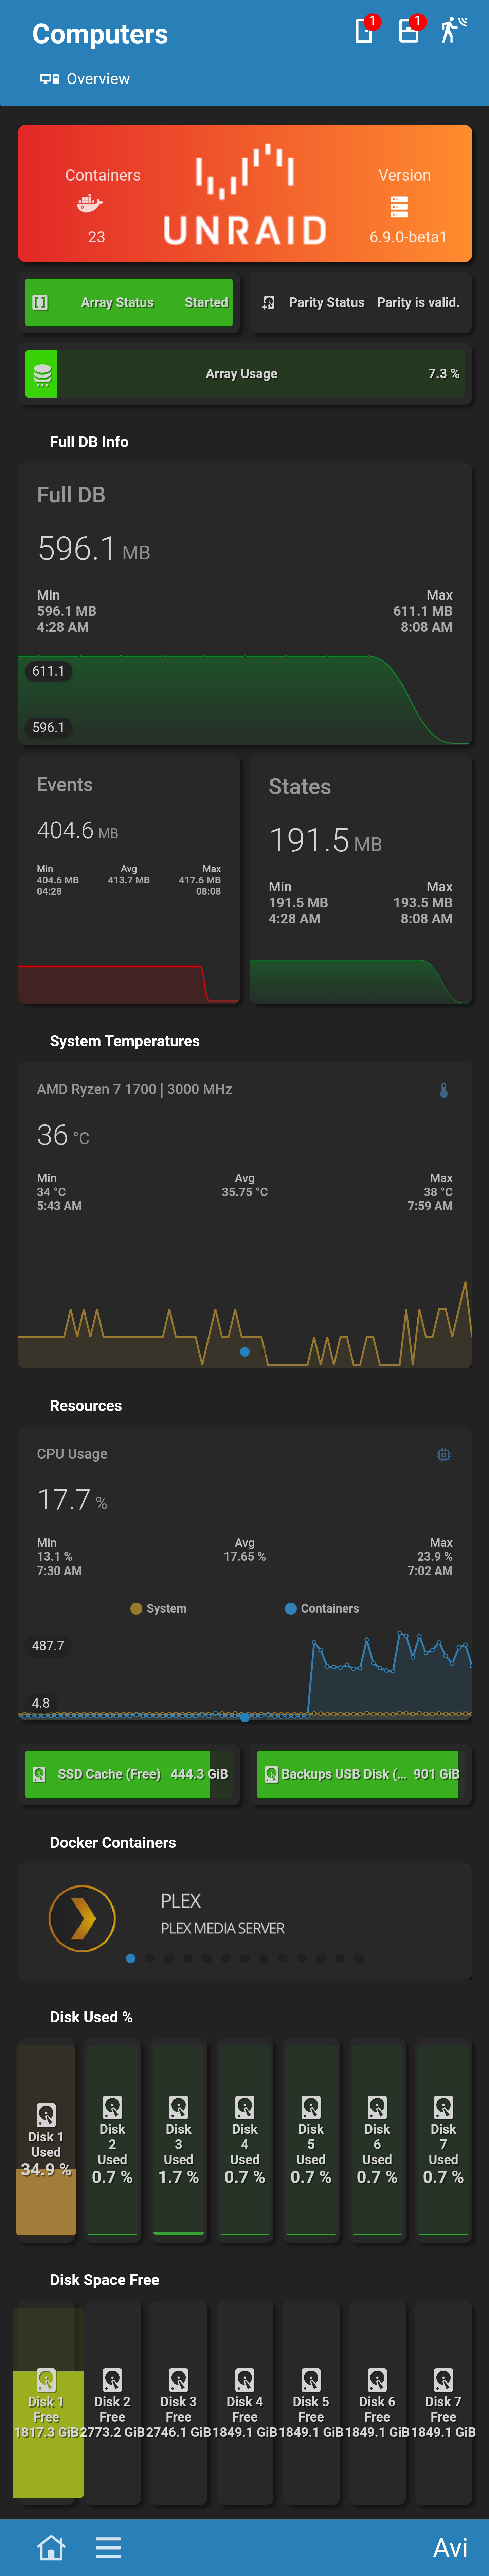 Computers
1
1
Overview
Containers
23
UNRAID
Version
6.9.0-beta1
Array Status Started
Parity Status Parity is valid.
Array Usage 7.3 %
Full DB Info
Full DB
596.1 MB
Min Max
596.1 MB 611.1 MB
4:28 AM 8:08 AM
611.1
596.1
Events
404.6 MB
Min Avg Max
404.6 MB 413.7 MB 417.6 MB
04:28 08:08
States
191.5 MB
Min Max
191.5 MB 193.5 MB
4:28 AM 8:08 AM
System Temperatures
AMD Ryzen 7 1700 | 3000 MHz
36 °C
Min Avg Max
34 °C 35.75 °C 38 °C
5:43 AM 7:59 AM
Resources
CPU Usage
17.7 %
Min Avg Max
13.1 % 17.65 % 23.9 %
7:30 AM 7:02 AM
System Containers
487.7
4.8
SSD Cache (Free) 444.3 GiB
Backups USB Disk (... 901 GiB
Docker Containers
PLEX
PLEX MEDIA SERVER
Disk Used %
Disk 1
Used
34.9 %
Disk
2
Used
0.7 %
Disk
3
Used
1.7 %
Disk
4
Used
0.7 %
Disk
5
Used
0.7 %
Disk
6
Used
0.7 %
Disk
7
Used
0.7 %
Disk Space Free
Disk 1
Free
1817.3 GiB
Disk 2
Free
2773.2 GiB
Disk 3
Free
2746.1 GiB
Disk 4
Free
1849.1 GiB
Disk 5
Free
1849.1 GiB
Disk 6
Free
1849.1 GiB
Disk 7
Free
1849.1 GiB
Avi